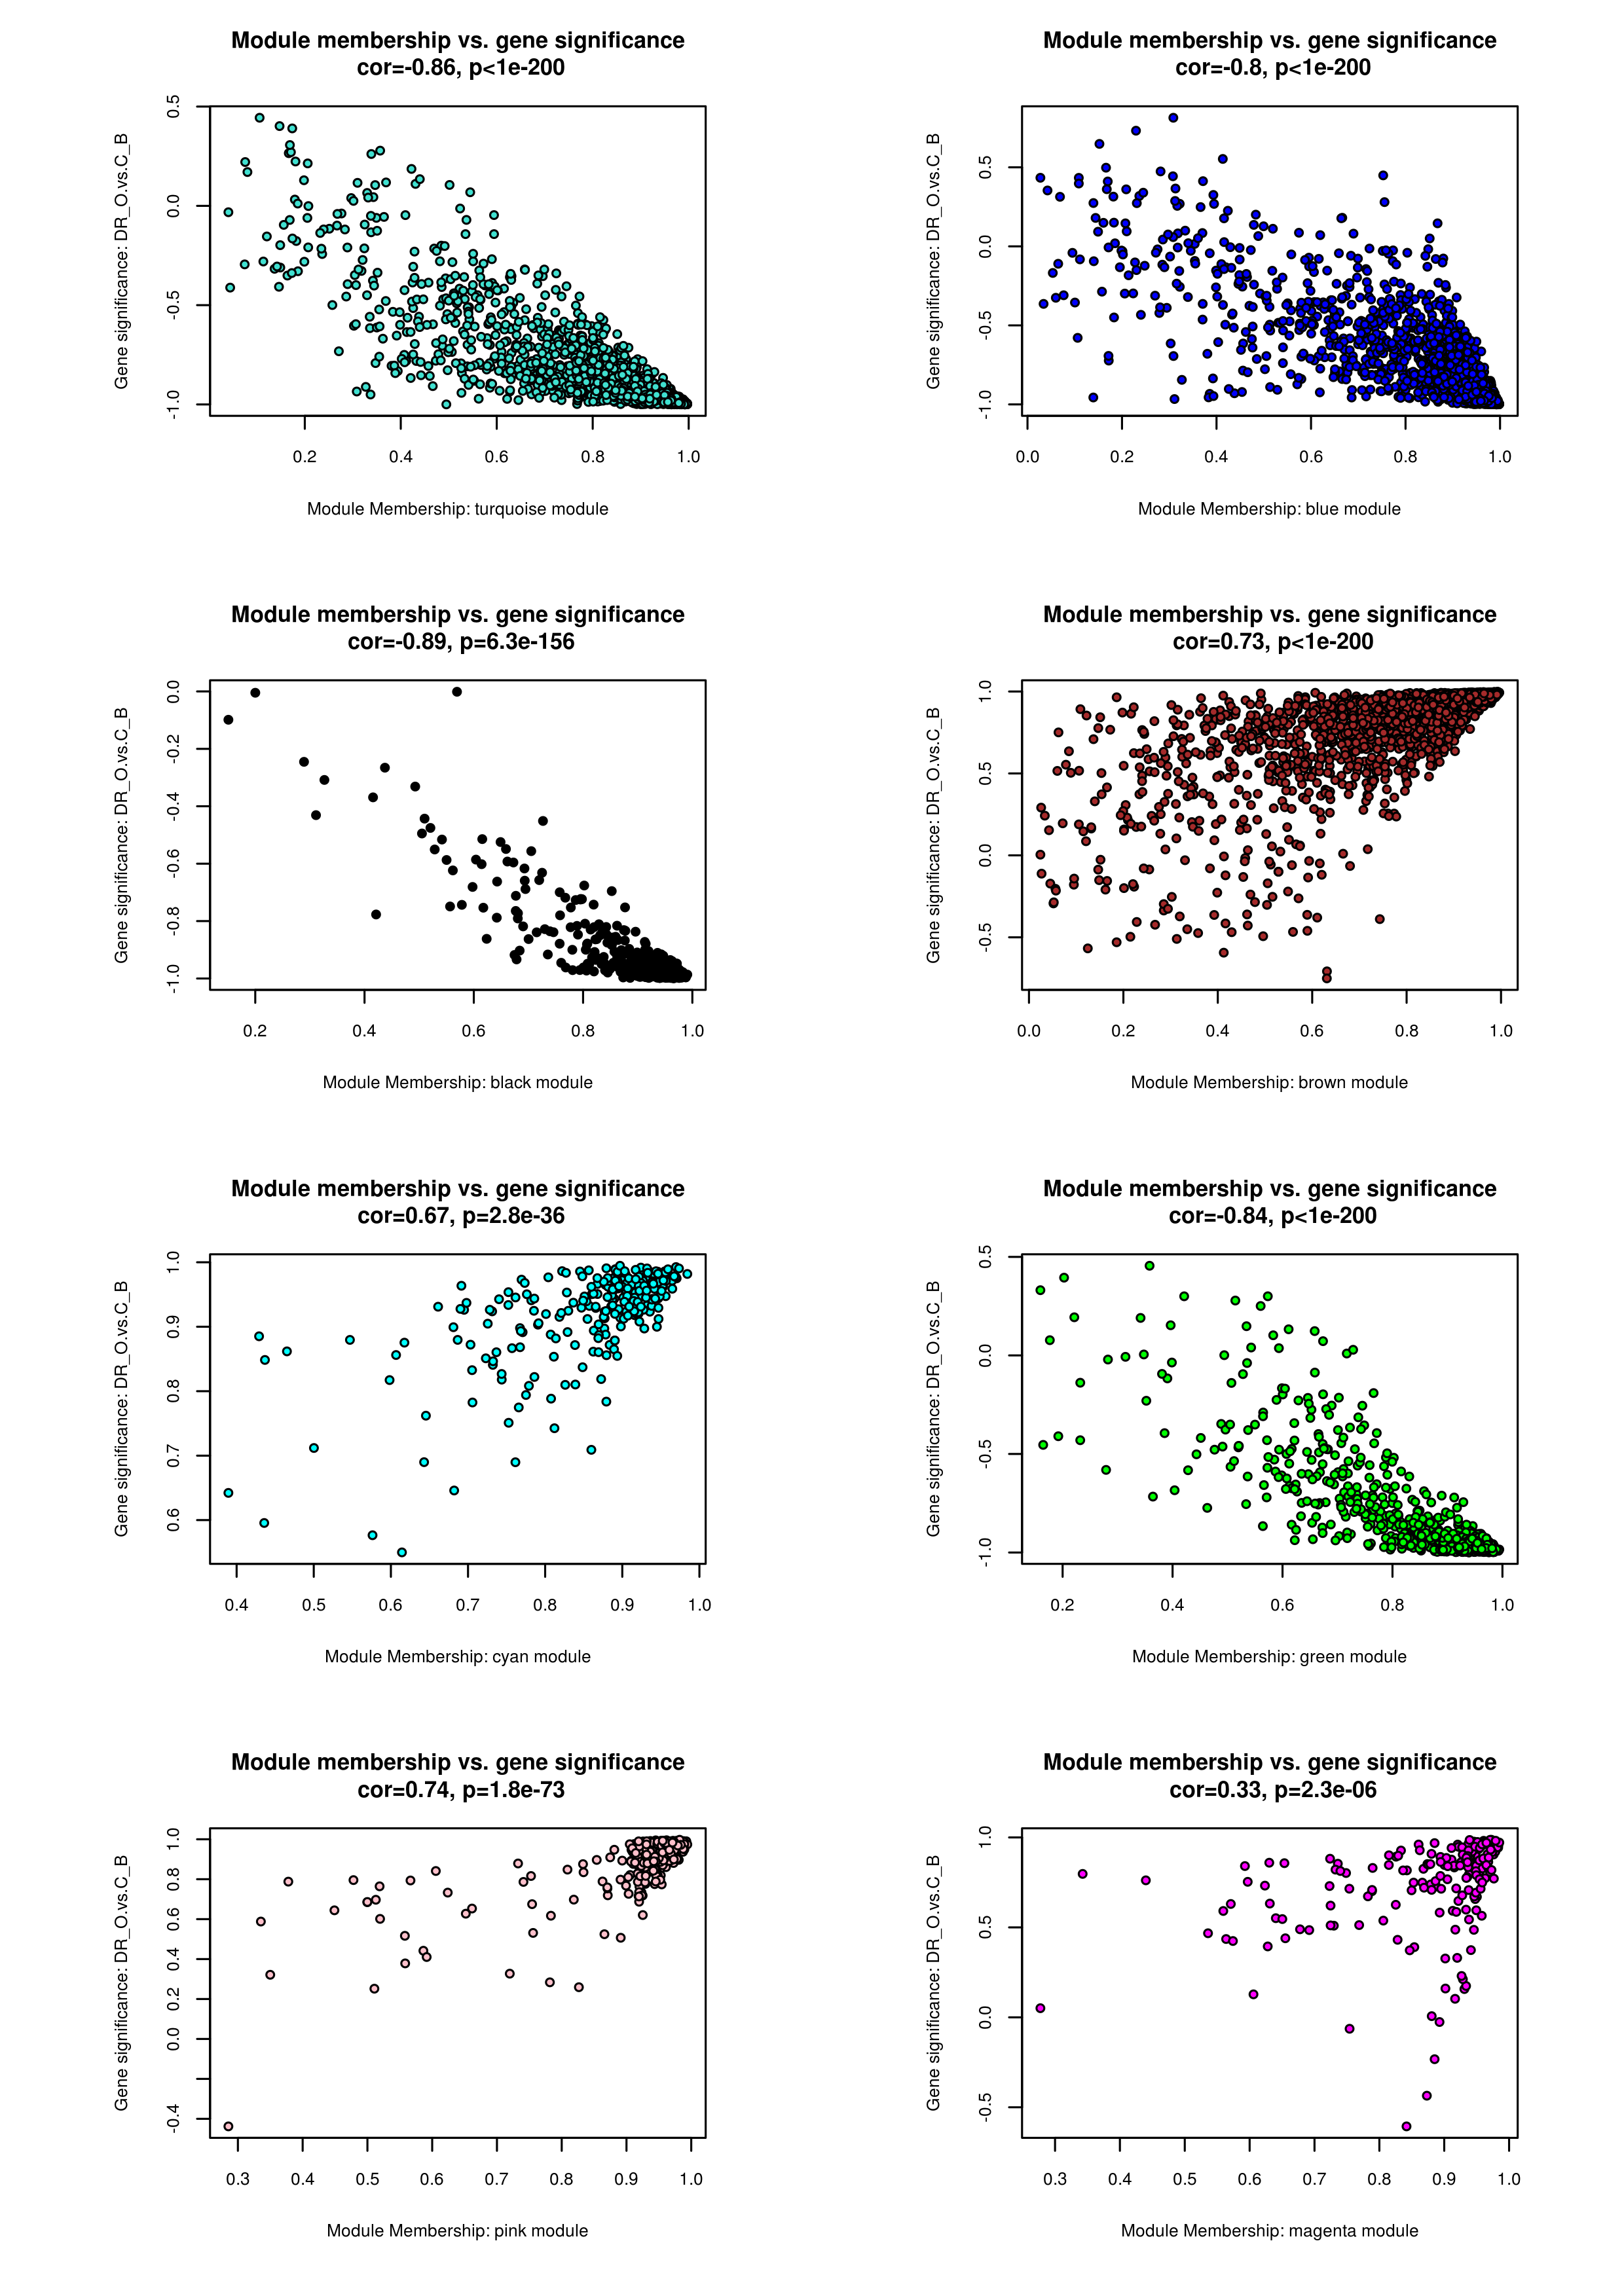 Module membership vs. gene significance
cor=-0.86, p<1e-200
Gene significance: DR_O.vs.C_B
0.5
0.0
-0.5
-1.0
0.2 0.4 0.6 0.8 1.0
Module Membership: turquoise module
Module membership vs. gene significance
cor=-0.8, p<1e-200
Gene significance: DR_O.vs.C_B
0.5
0.0
-0.5
-1.0
0.0 0.2 0.4 0.6 0.8 1.0
Module Membership: blue module
Module membership vs. gene significance
cor=-0.89, p=6.3e-156
Gene significance: DR_O.vs.C_B
0.0
-0.2
-0.4
-0.6
-0.8
-1.0
0.2 0.4 0.6 0.8 1.0
Module Membership: black module
Module membership vs. gene significance
cor=0.73, p<1e-200
Gene significance: DR_O.vs.C_B
1.0
0.5
0.0
-0.5
0.0 0.2 0.4 0.6 0.8 1.0
Module Membership: brown module
Module membership vs. gene significance
cor=0.67, p=2.8e-36
Gene significance: DR_O.vs.C_B
1.0
0.9
0.8
0.7
0.6
0.4 0.5 0.6 0.7 0.8 0.9 1.0
Module Membership: cyan module
Module membership vs. gene significance
cor=-0.84, p<1e-200
Gene significance: DR_O.vs.C_B
0.5
0.0
-0.5
-1.0
0.2 0.4 0.6 0.8 1.0
Module Membership: green module
Module membership vs. gene significance
cor=0.74, p=1.8e-73
Gene significance: DR_O.vs.C_B
1.0
0.8
0.6
0.4
0.2
0.0
-0.4
0.3 0.4 0.5 0.6 0.7 0.8 0.9 1.0
Module Membership: pink module
Module membership vs. gene significance
cor=0.33, p=2.3e-06
Gene significance: DR_O.vs.C_B
1.0
0.5
0.0
-0.5
0.3 0.4 0.5 0.6 0.7 0.8 0.9 1.0
Module Membership: magenta module